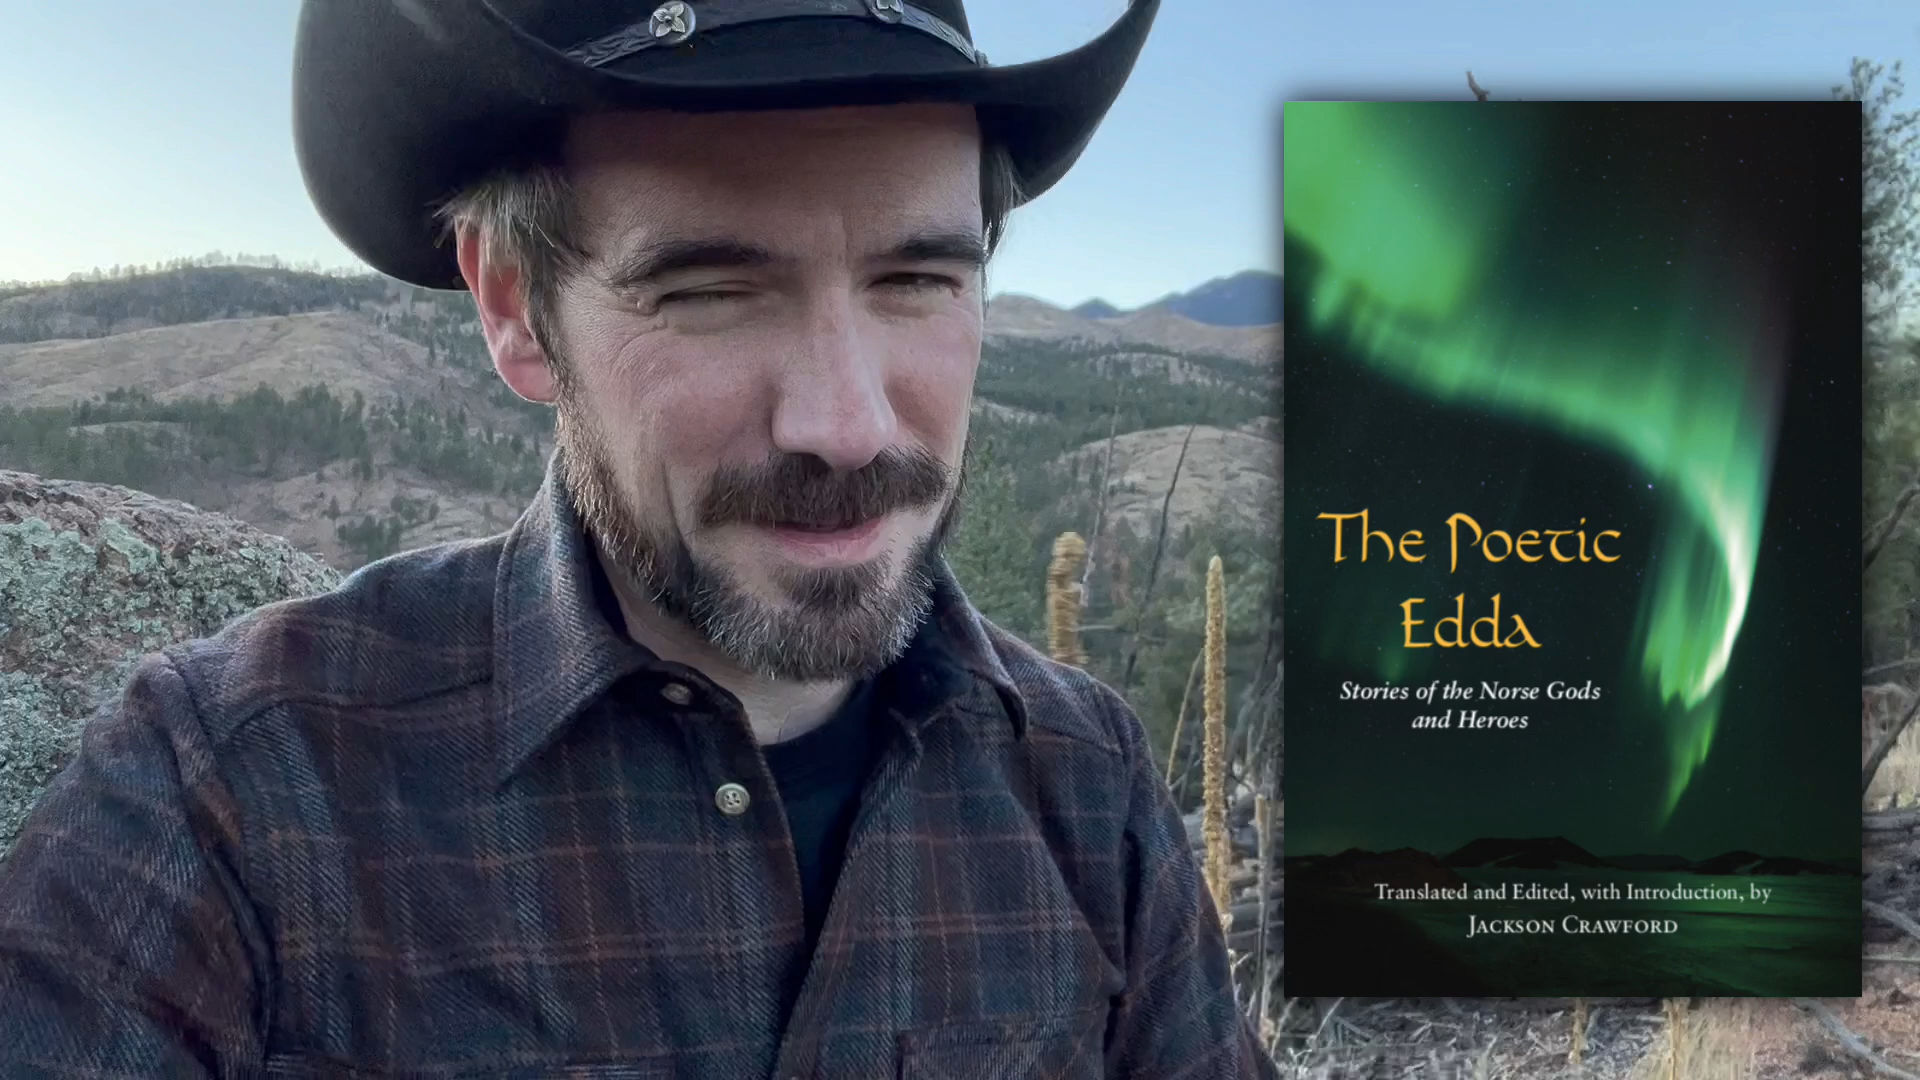 The Poetic
Edda
Stories of the Norse Gods
and Heroes
Translated and Edited, with Introduction, by
Jackson Crawford